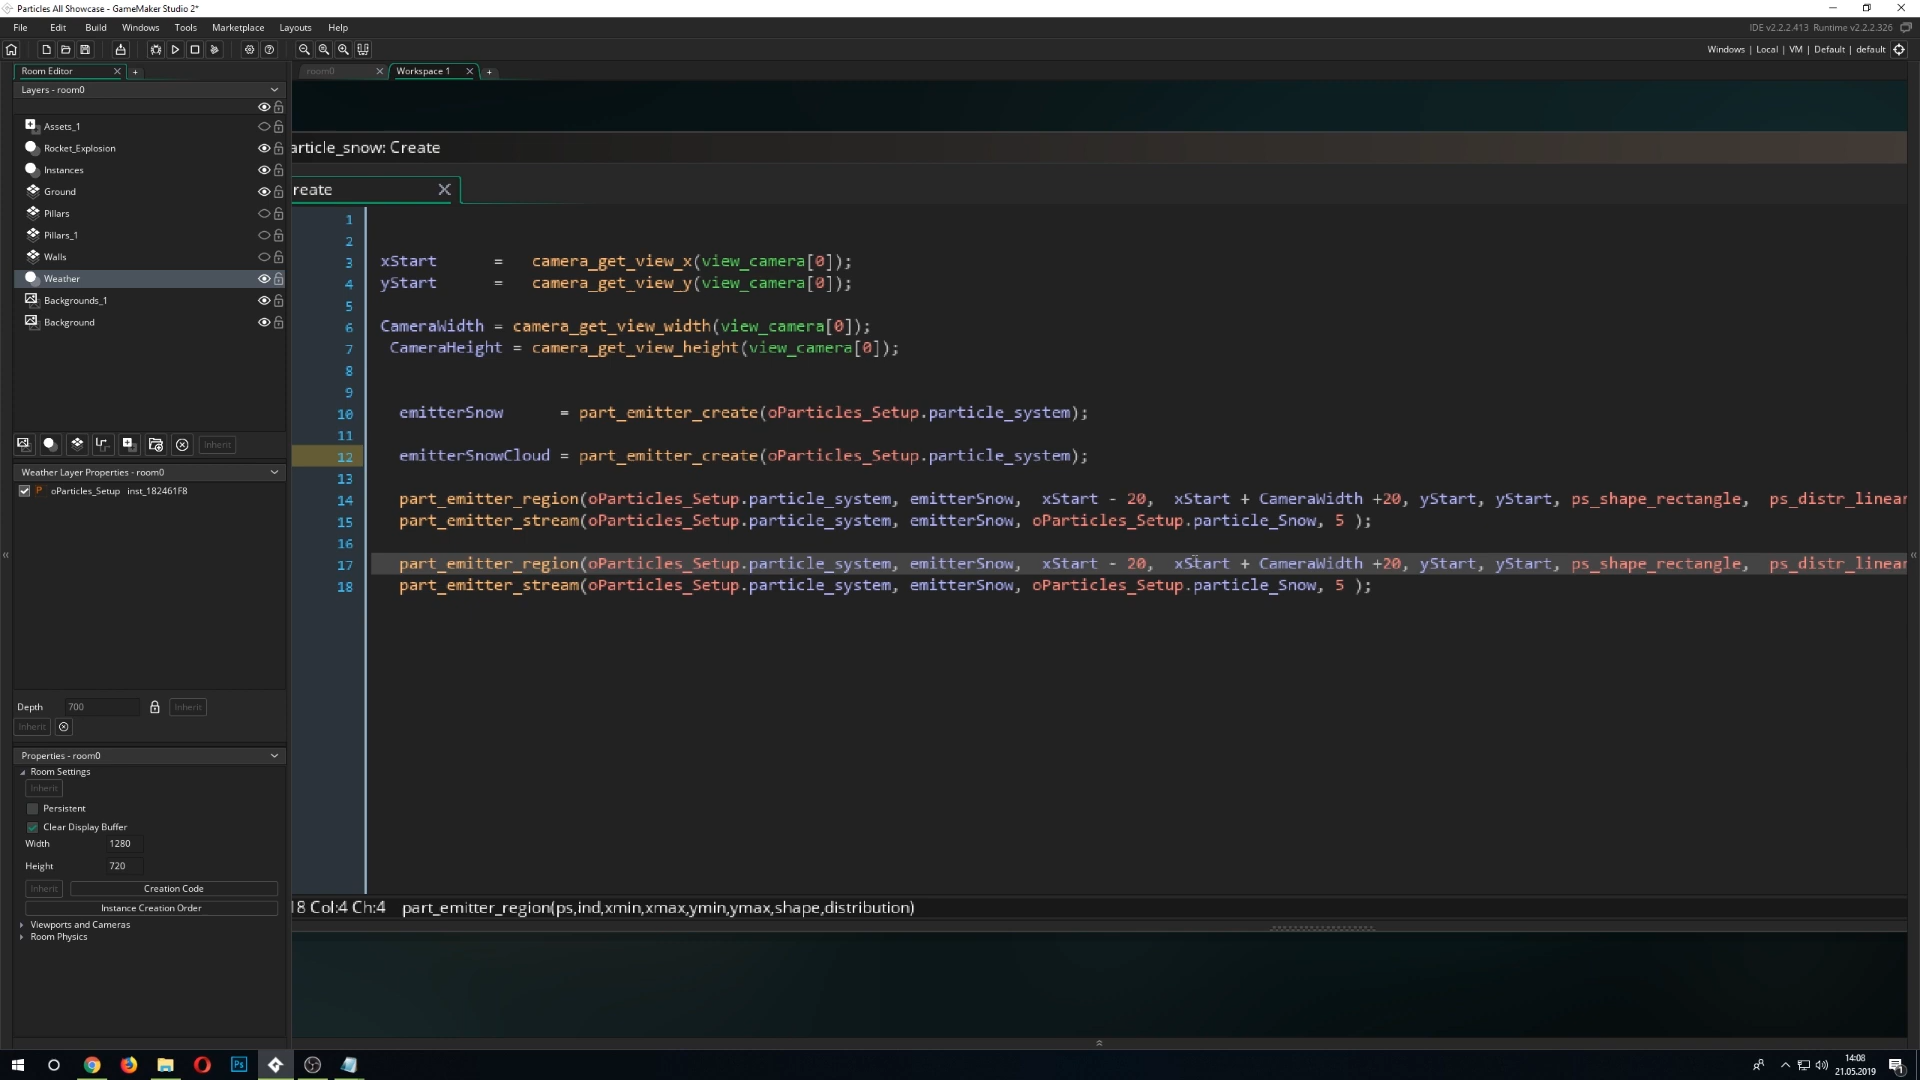 Particles All Showcase - GameMaker Studio 2*
File Edit Build Windows Tools Marketplace Layouts Help
IDE v2.2.2.413 Runtime v2.2.2.326
Windows | Local | VM | Default | default
Room Editor
room0
Workspace 1
Layers - room0
Assets_1
Rocket_Explosion
Instances
Ground
Pillars
Pillars_1
Walls
Weather
Backgrounds_1
Background
Inherit
Weather Layer Properties - room0
oParticles_Setup inst_182461F8
Depth 700 Inherit
Inherit
Properties - room0
Room Settings
Inherit
Persistent
Clear Display Buffer
Width 1280
Height 720
Inherit Creation Code
Instance Creation Order
Viewports and Cameras
Room Physics
article_snow: Create
reate
1
2
3 xStart = camera_get_view_x(view_camera[0]);
4 yStart = camera_get_view_y(view_camera[0]);
5
6 CameraWidth = camera_get_view_width(view_camera[0]);
7 CameraHeight = camera_get_view_height(view_camera[0]);
8
9
10 emitterSnow = part_emitter_create(oParticles_Setup.particle_system);
11
12 emitterSnowCloud = part_emitter_create(oParticles_Setup.particle_system);
13
14 part_emitter_region(oParticles_Setup.particle_system, emitterSnow, xStart - 20, xStart + CameraWidth +20, yStart, yStart, ps_shape_rectangle, ps_distr_linear
15 part_emitter_stream(oParticles_Setup.particle_system, emitterSnow, oParticles_Setup.particle_Snow, 5 );
16
17 part_emitter_region(oParticles_Setup.particle_system, emitterSnow, xStart - 20, xStart + CameraWidth +20, yStart, yStart, ps_shape_rectangle, ps_distr_linear
18 part_emitter_stream(oParticles_Setup.particle_system, emitterSnow, oParticles_Setup.particle_Snow, 5 );
18 Col:4 Ch:4 part_emitter_region(ps,ind,xmin,xmax,ymin,ymax,shape,distribution)
Ps
14:08
21.05.2019